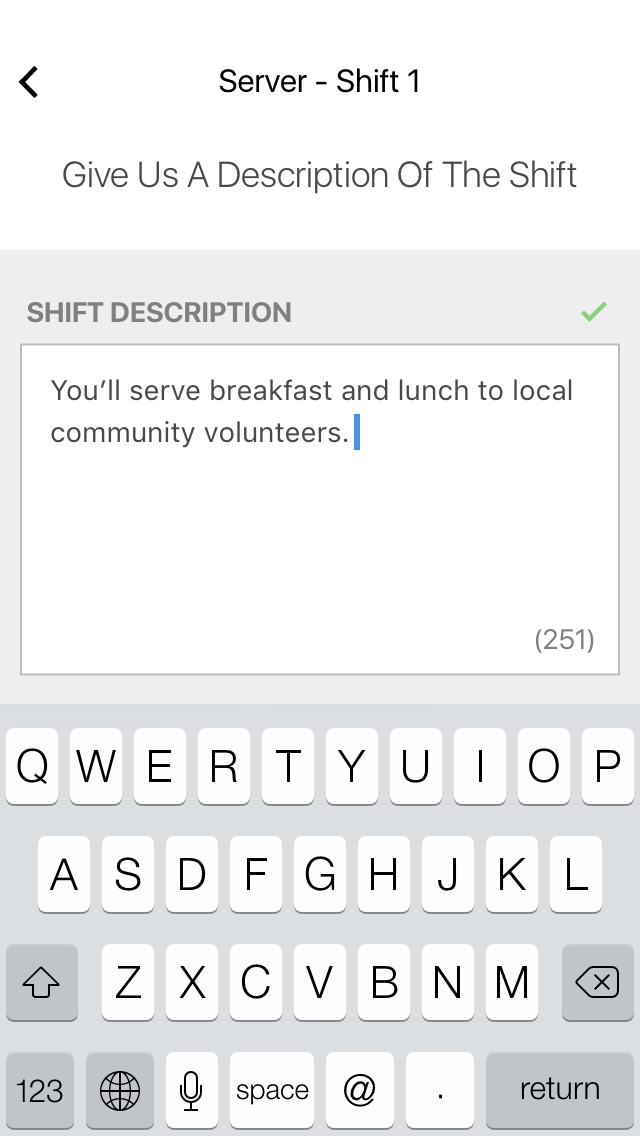 Server - Shift 1
Give Us A Description Of The Shift
SHIFT DESCRIPTION
You’ll serve breakfast and lunch to local
community volunteers.
(251)
Q W E R T Y U I O P
A S D F G H J K L
Z X C V B N M
123 space @ . return